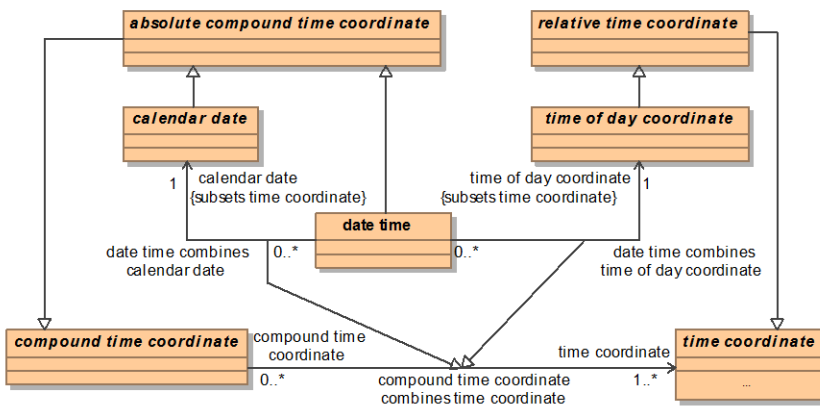 absolute compound time coordinate
relative time coordinate
calendar date
time of day coordinate
1
calendar date
{subsets time coordinate}
time of day coordinate
{subsets time coordinate}
1
date time
date time combines
calendar date
0..*
0..*
date time combines
time of day coordinate
compound time coordinate
compound time
coordinate
0..*
compound time coordinate
combines time coordinate
time coordinate
1..*
time coordinate
...